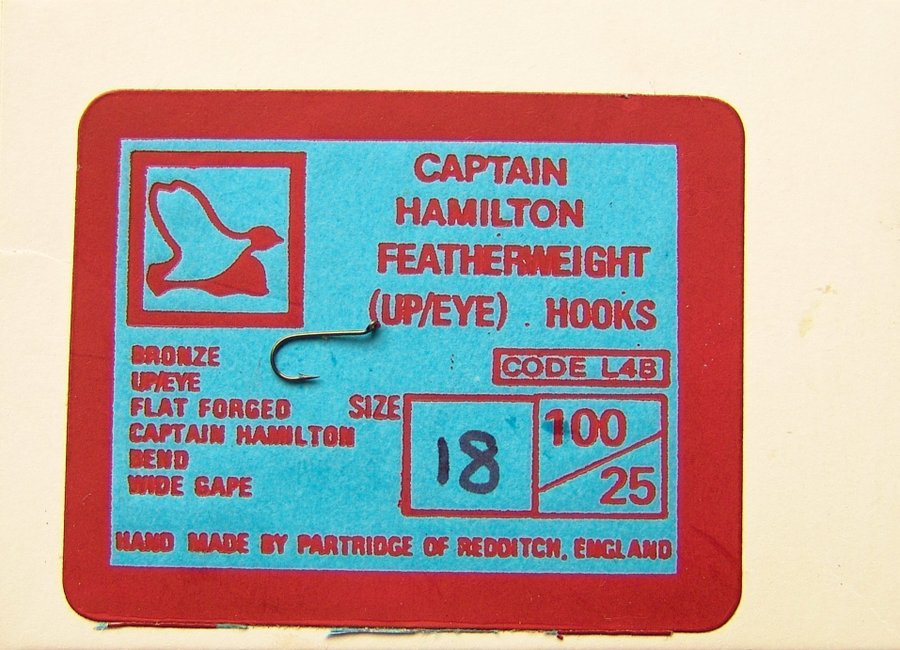 CAPTAIN
HAMILTON
FEATHERWEIGHT
(UP/EYE) . HOOKS
CODE L4B
BRONZE
UP/EYE
FLAT FORGED
CAPTAIN HAMILTON
BEND
WIDE GAPE
SIZE
18
100
25
HAND MADE BY PARTRIDGE OF REDDITCH, ENGLAND